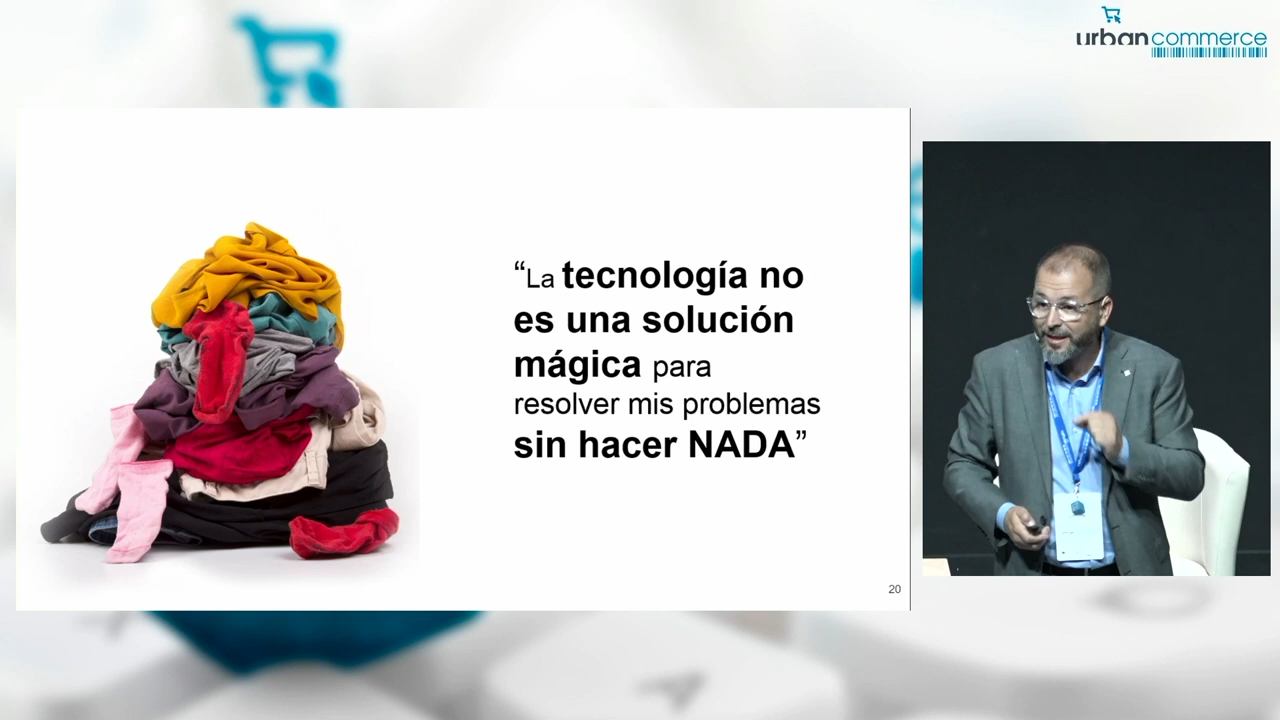 urbancommerce
“La tecnología no
es una solución
mágica para
resolver mis problemas
sin hacer NADA”
20